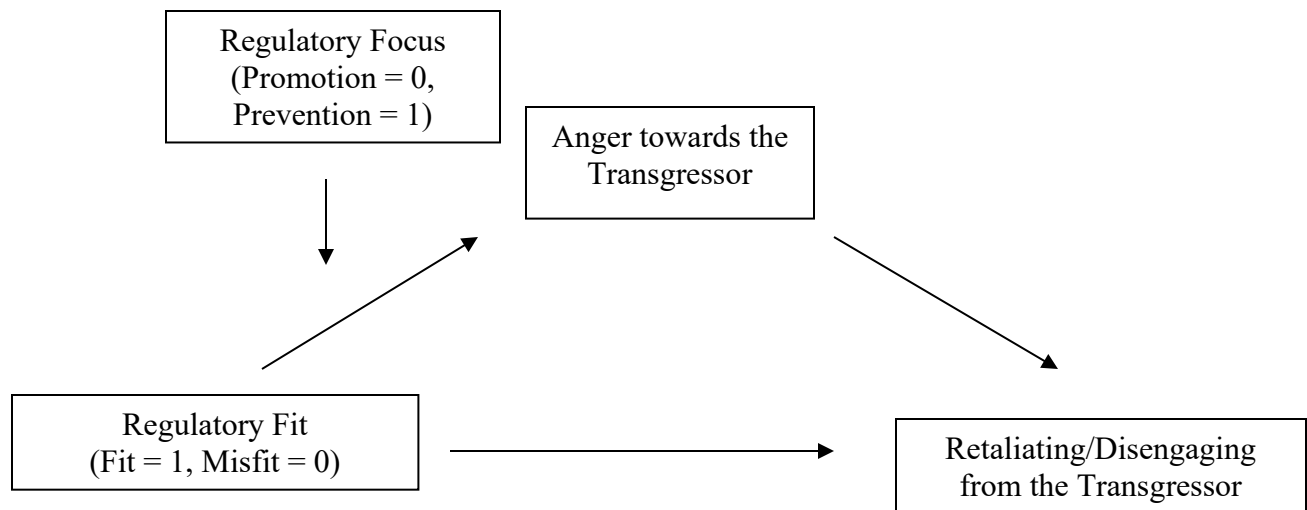 Regulatory Focus
(Promotion = 0,
Prevention = 1)
Anger towards the
Transgressor
Regulatory Fit
(Fit = 1, Misfit = 0)
Retaliating/Disengaging
from the Transgressor